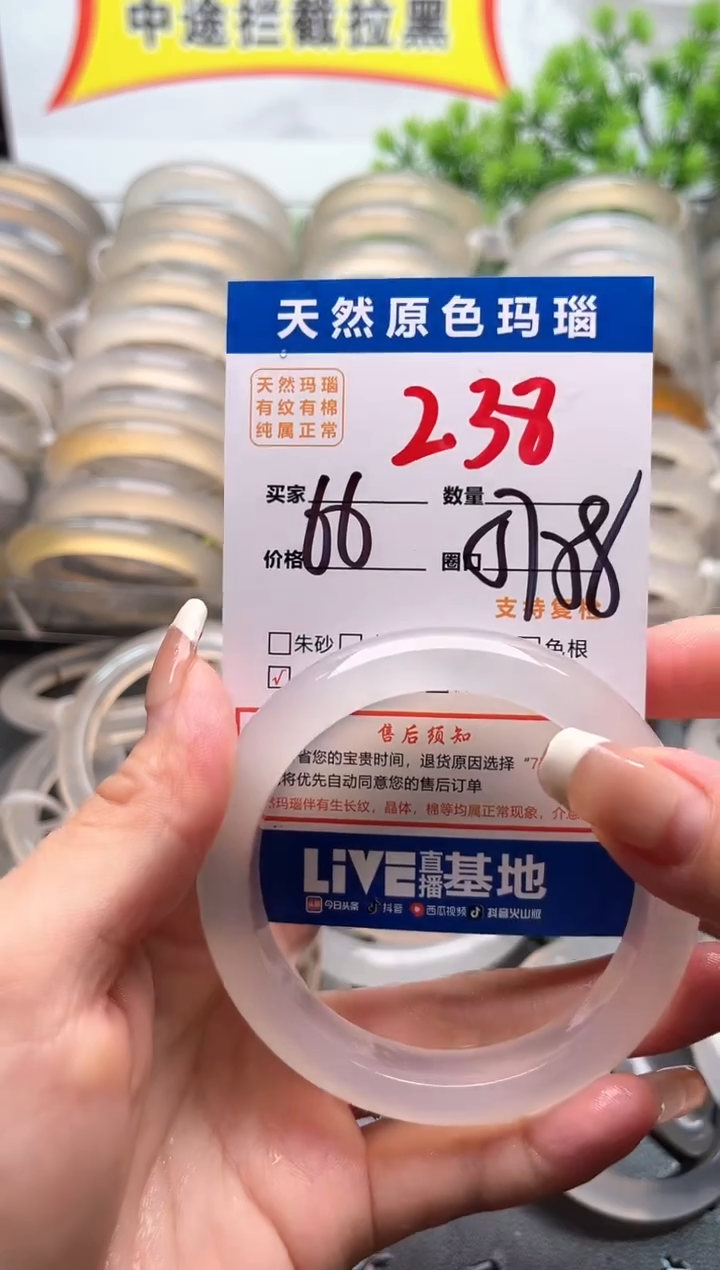 中途拦截拉黑
天然原色玛瑙
天然玛瑙
有纹有棉
纯属正常
238
买家 数量
66
价格 圈口
支持复检
朱砂 色根
√
售后须知
省您的宝贵时间，退货原因选择“7
将优先自动同意您的售后订单
玛瑙伴有生长纹，晶体，棉等均属正常现象，介意
LiVE直播基地
头条 今日头条 抖音 西瓜视频 抖音火山版